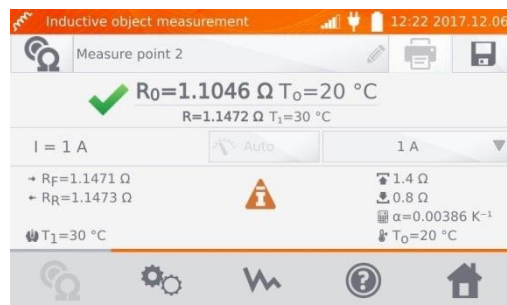 Inductive object measurement 12:22 2017.12.06
Measure point 2
R₀=1.1046 Ω T₀=20 °C
R=1.1472 Ω T₁=30 °C
I = 1 A Auto 1 A
→ RF=1.1471 Ω 1.4 Ω
← RR=1.1473 Ω 0.8 Ω
α=0.00386 K⁻¹
T₁=30 °C T₀=20 °C